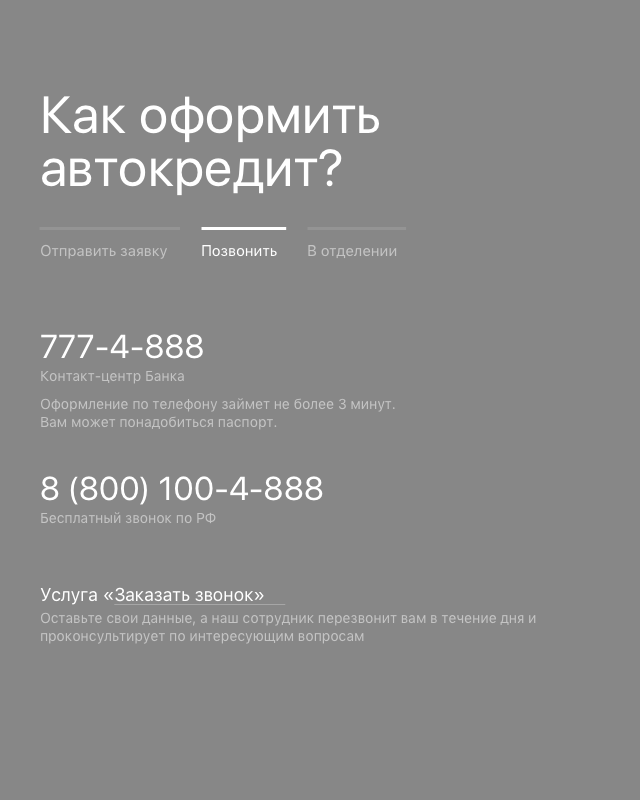 Как оформить
автокредит?
Отправить заявку
Позвонить
В отделении
777-4-888
Контакт-центр Банка
Оформление по телефону займет не более 3 минут.
Вам может понадобиться паспорт.
8 (800) 100-4-888
Бесплатный звонок по РФ
Услуга «Заказать звонок»
Оставьте свои данные, а наш сотрудник перезвонит вам в течение дня и
проконсультирует по интересующим вопросам